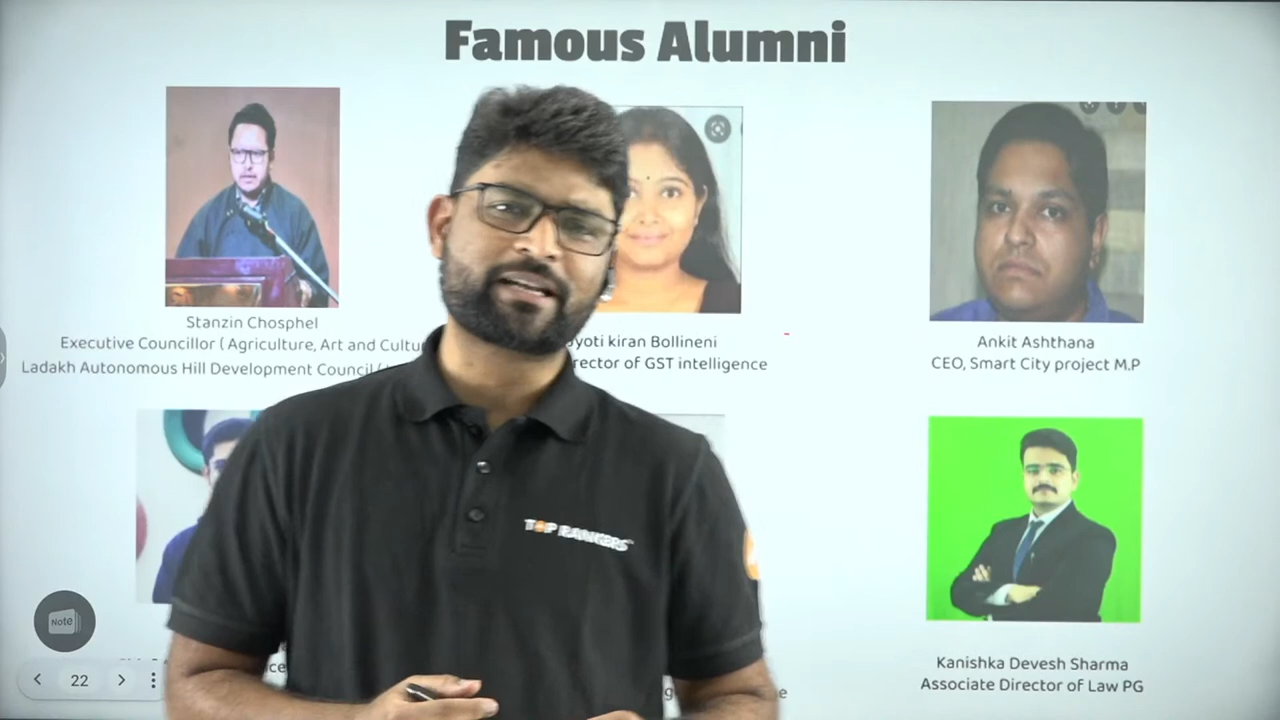 Famous Alumni
Stanzin Chosphel
Executive Councillor ( Agriculture, Art and Cultu
Ladakh Autonomous Hill Development Council
yoti kiran Bollineni
rector of GST intelligence
Ankit Ashthana
CEO, Smart City project M.P
TOP RANKERS
Note
22
Kanishka Devesh Sharma
Associate Director of Law PG